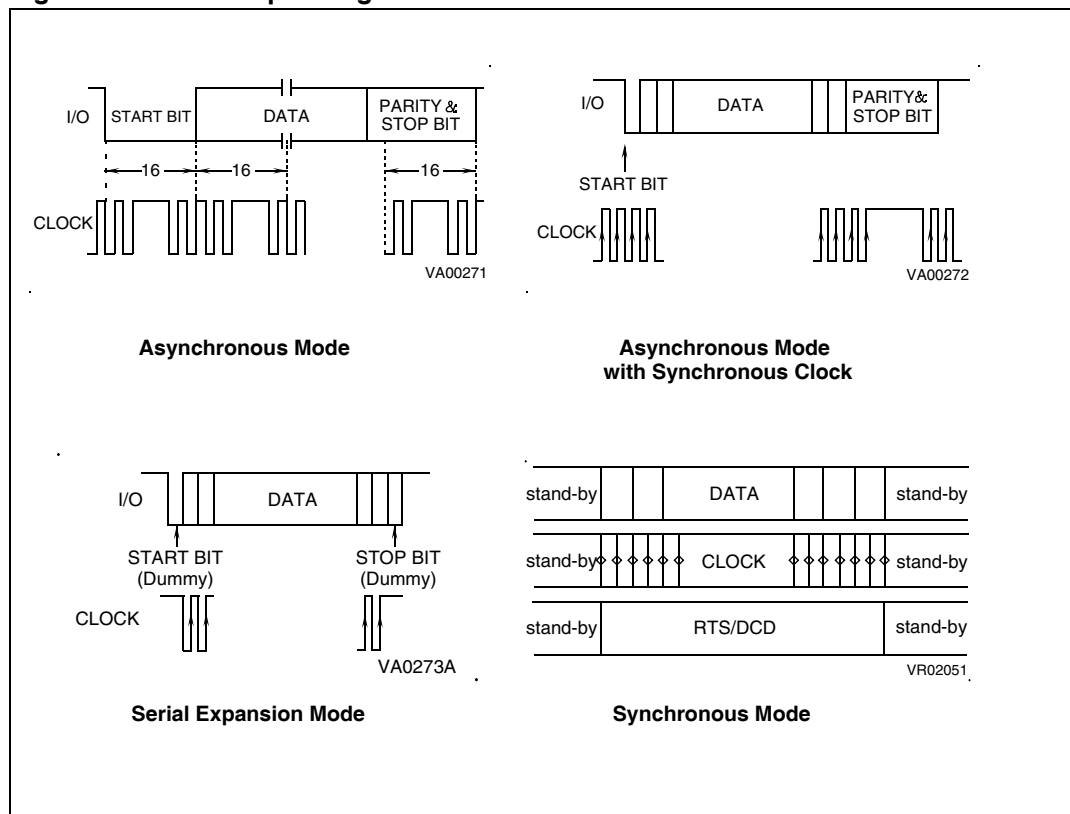 I/O
START BIT
DATA
PARITY &
STOP BIT
16
16
16
CLOCK
VA00271
Asynchronous Mode
I/O
DATA
PARITY&
STOP BIT
START BIT
CLOCK
VA00272
Asynchronous Mode
with Synchronous Clock
I/O
DATA
START BIT
(Dummy)
STOP BIT
(Dummy)
CLOCK
VA0273A
Serial Expansion Mode
stand-by
DATA
stand-by
stand-by
CLOCK
stand-by
stand-by
RTS/DCD
stand-by
VR02051
Synchronous Mode